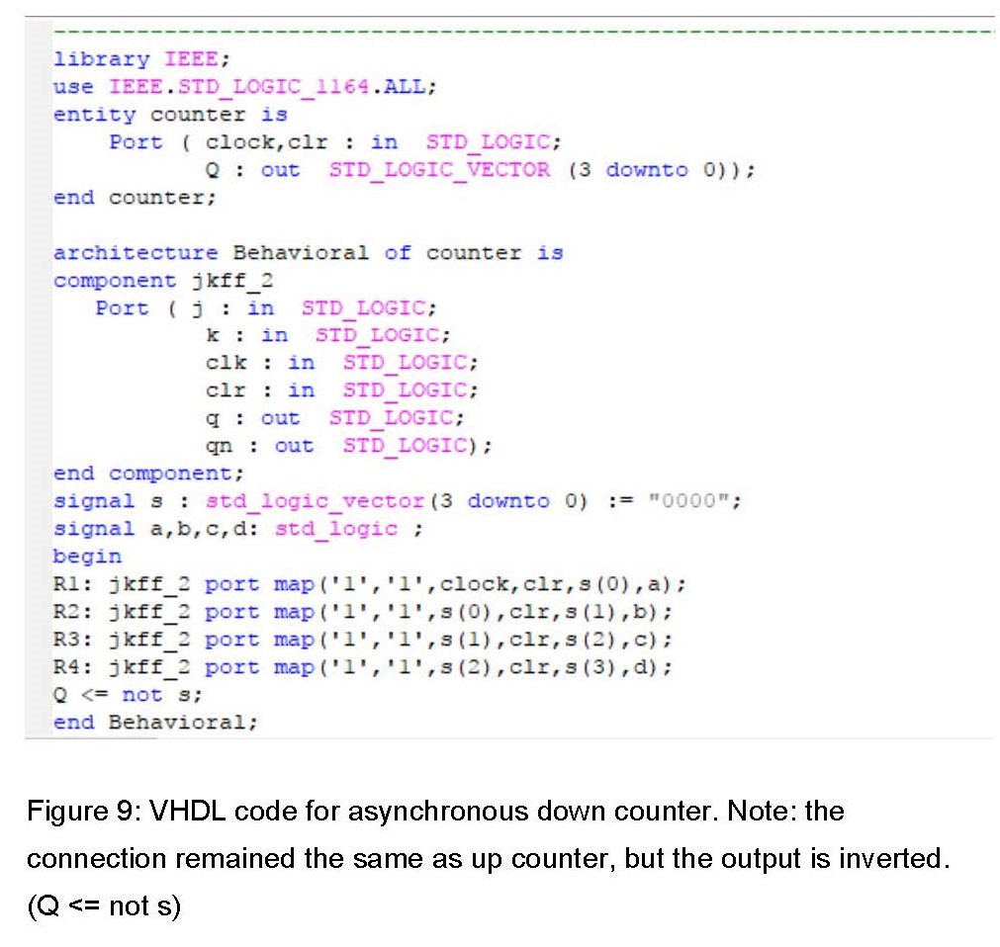 library IEEE;
use IEEE.STD_LOGIC_1164.ALL;
entity counter is
    Port ( clock,clr : in  STD_LOGIC;
           Q : out  STD_LOGIC_VECTOR (3 downto 0));
end counter;

architecture Behavioral of counter is
component jkff_2
   Port ( j : in  STD_LOGIC;
           k : in  STD_LOGIC;
           clk : in  STD_LOGIC;
           clr : in  STD_LOGIC;
           q : out  STD_LOGIC;
           qn : out  STD_LOGIC);
end component;
signal s : std_logic_vector(3 downto 0) := "0000";
signal a,b,c,d: std_logic ;
begin
R1: jkff_2 port map('1','1',clock,clr,s(0),a);
R2: jkff_2 port map('1','1',s(0),clr,s(1),b);
R3: jkff_2 port map('1','1',s(1),clr,s(2),c);
R4: jkff_2 port map('1','1',s(2),clr,s(3),d);
Q <= not s;
end Behavioral;
Figure 9: VHDL code for asynchronous down counter. Note: the
connection remained the same as up counter, but the output is inverted.
(Q <= not s)